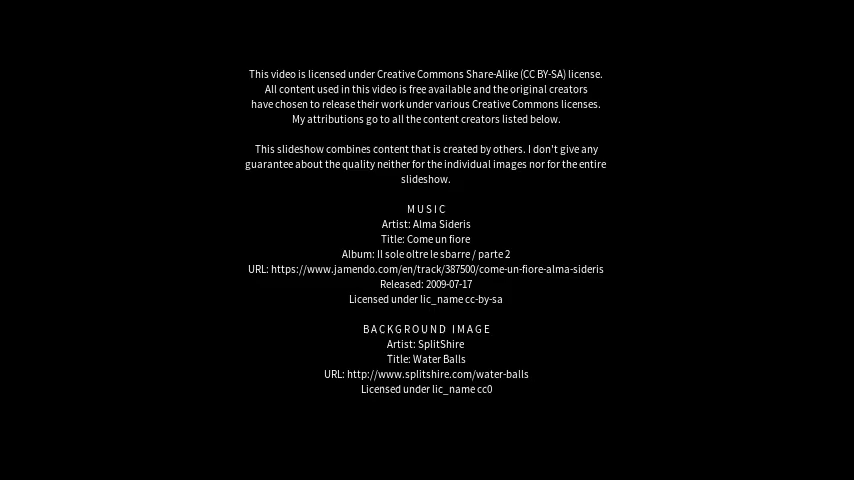 This video is licensed under Creative Commons Share-Alike (CC BY-SA) license.
All content used in this video is free available and the original creators
have chosen to release their work under various Creative Commons licenses.
My attributions go to all the content creators listed below.
This slideshow combines content that is created by others. I don't give any
guarantee about the quality neither for the individual images nor for the entire
slideshow.
MUSIC
Artist: Alma Sideris
Title: Come un fiore
Album: Il sole oltre le sbarre / parte 2
URL: https://www.jamendo.com/en/track/387500/come-un-fiore-alma-sideris
Released: 2009-07-17
Licensed under lic_name cc-by-sa
BACKGROUND IMAGE
Artist: SplitShire
Title: Water Balls
URL: http://www.splitshire.com/water-balls
Licensed under lic_name cc0